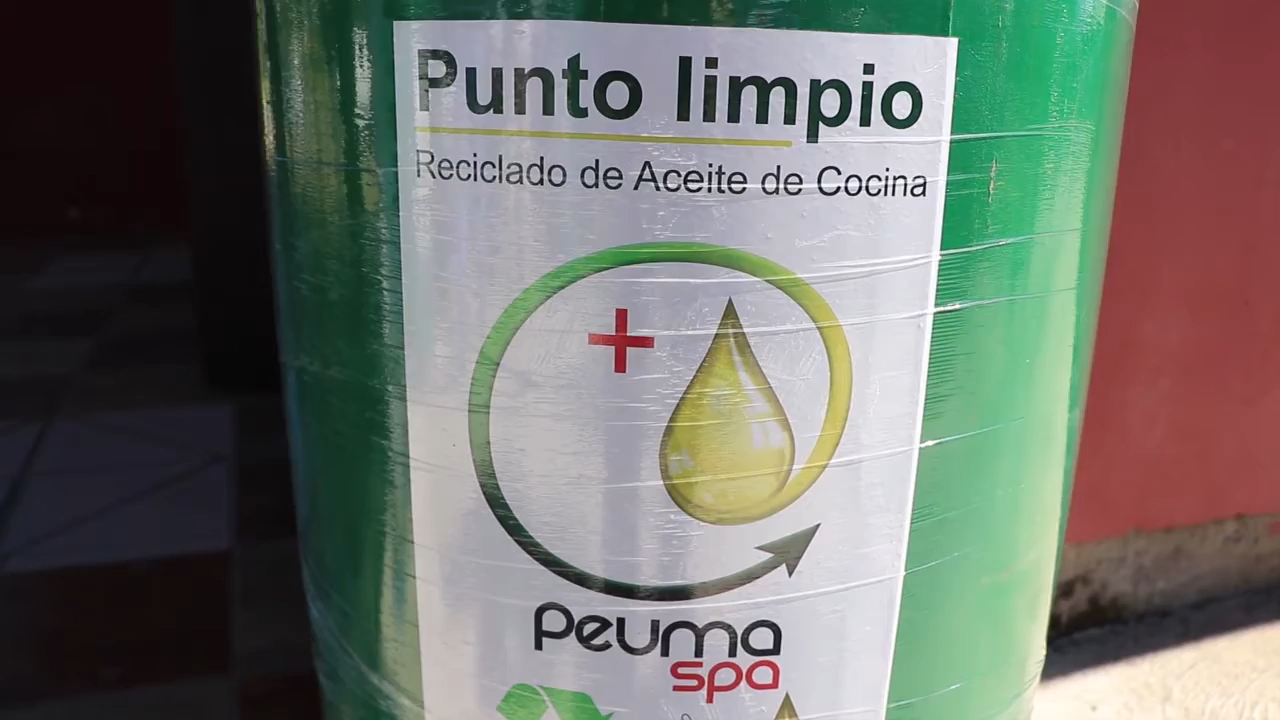 Punto limpio
Reciclado de Aceite de Cocina
Peuma
spa